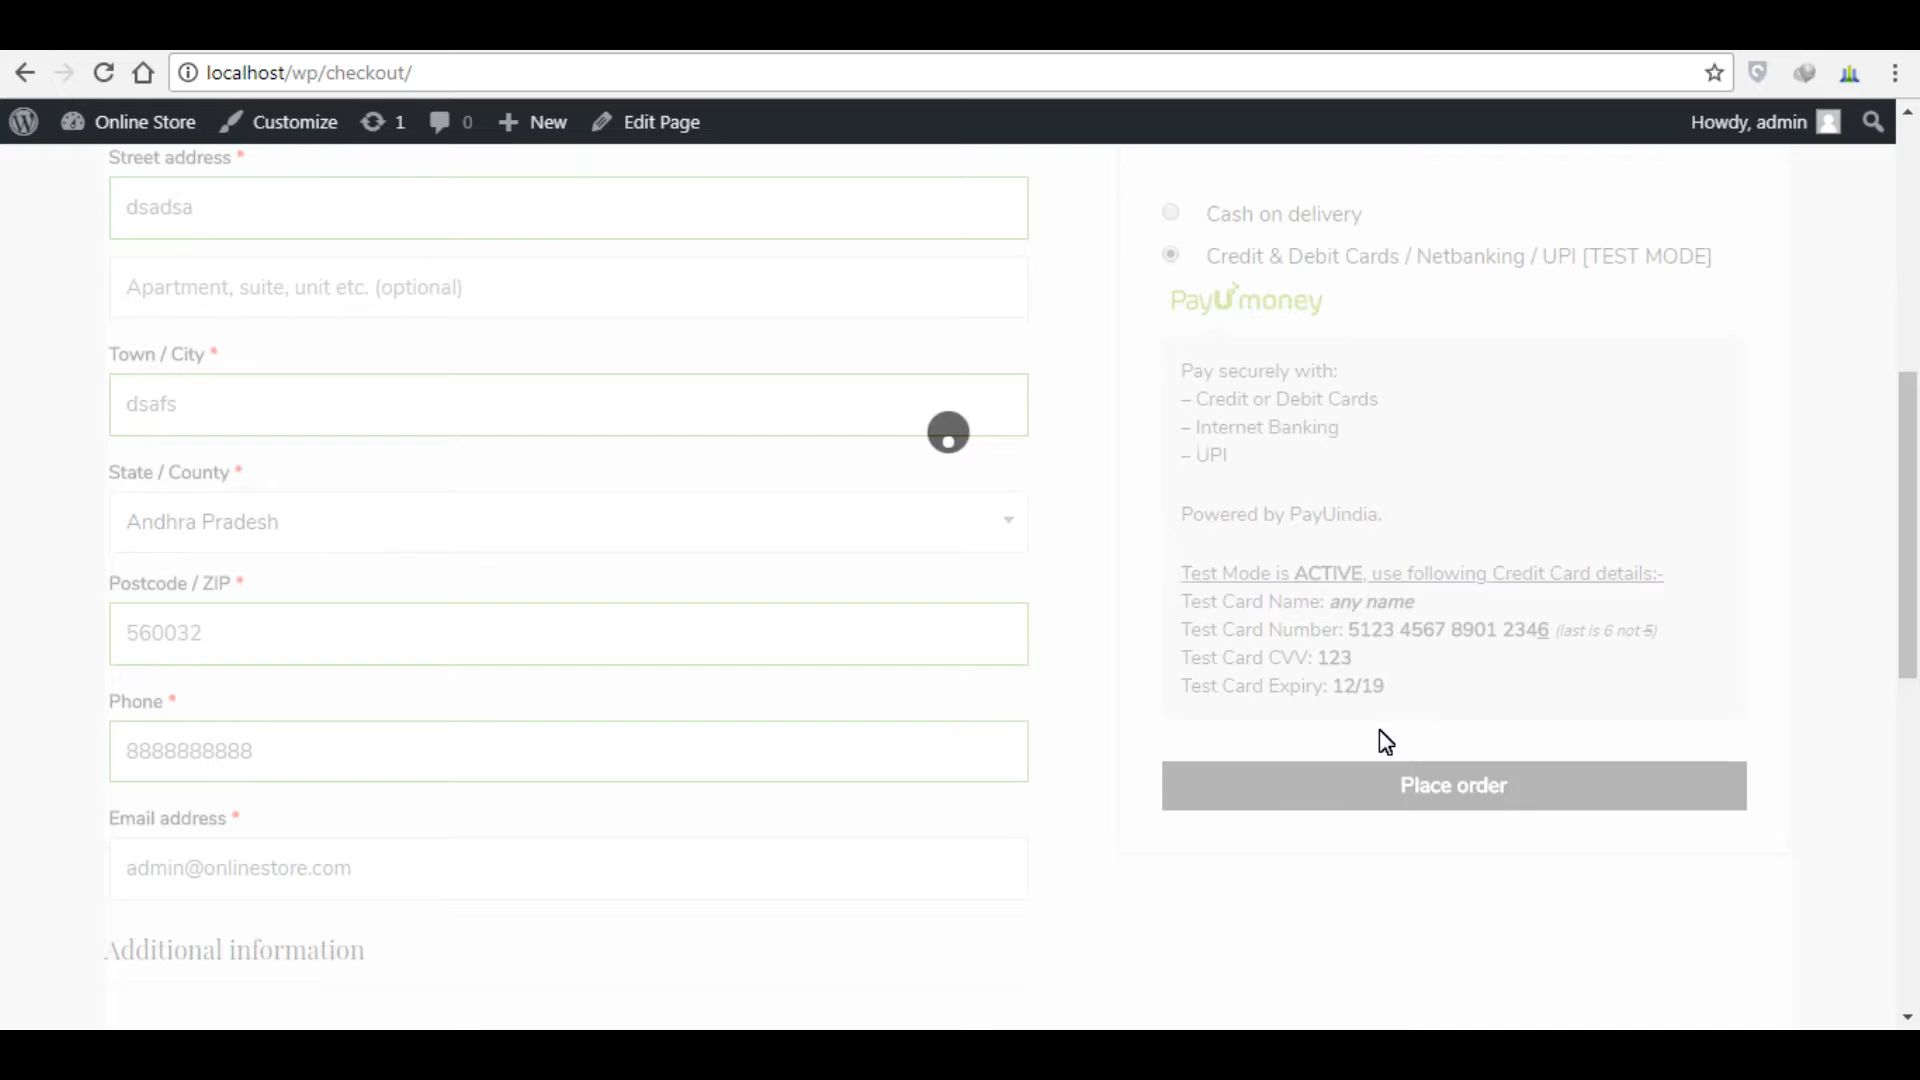 localhost/wp/checkout/
Online Store
Customize
1
0
New
Edit Page
Howdy, admin
Street address *
dsadsa
Apartment, suite, unit etc. (optional)
Town / City *
dsafs
State / County *
Andhra Pradesh
Postcode / ZIP *
560032
Phone *
8888888888
Email address *
admin@onlinestore.com
Additional information
Cash on delivery
Credit & Debit Cards / Netbanking / UPI [TEST MODE]
PayUmoney
Pay securely with:
– Credit or Debit Cards
– Internet Banking
– UPI
Powered by PayUindia.
Test Mode is ACTIVE, use following Credit Card details:-
Test Card Name: any name
Test Card Number: 5123 4567 8901 2346 (last is 6 not 5)
Test Card CVV: 123
Test Card Expiry: 12/19
Place order